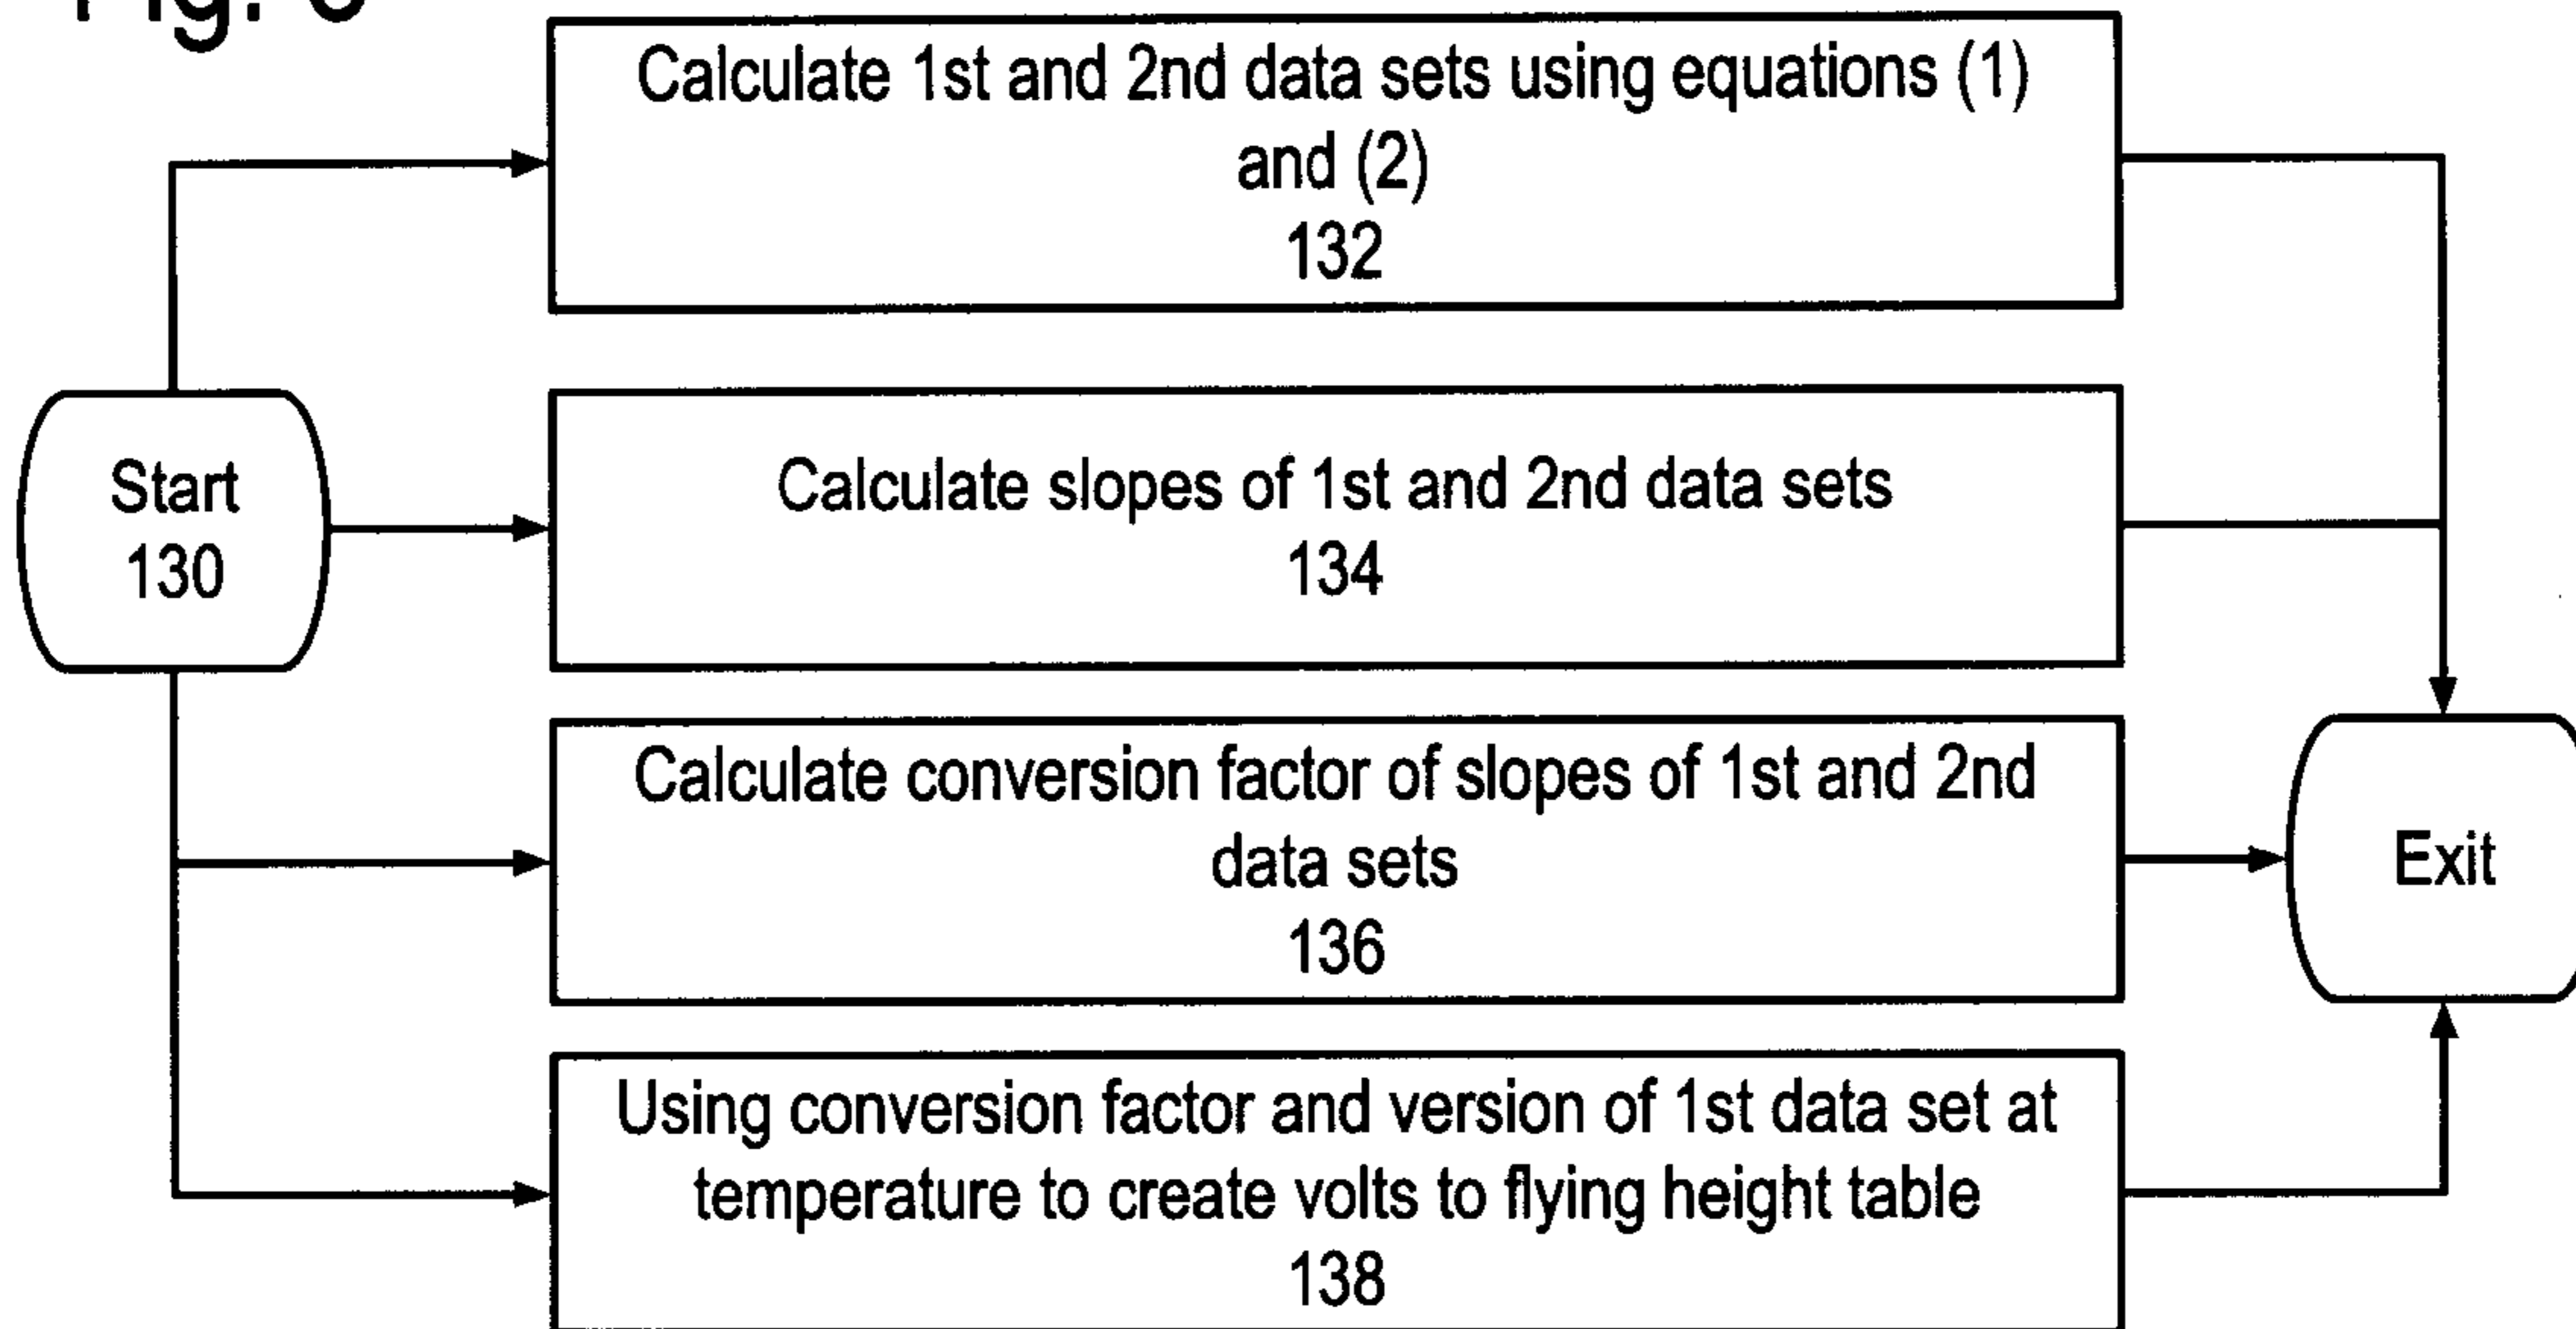 Calculate 1st and 2nd data sets using equations (1)
and (2)
132
Start
130
Calculate slopes of 1st and 2nd data sets
134
Calculate conversion factor of slopes of 1st and 2nd
data sets
136
Exit
Using conversion factor and version of 1st data set at
temperature to create volts to flying height table
138